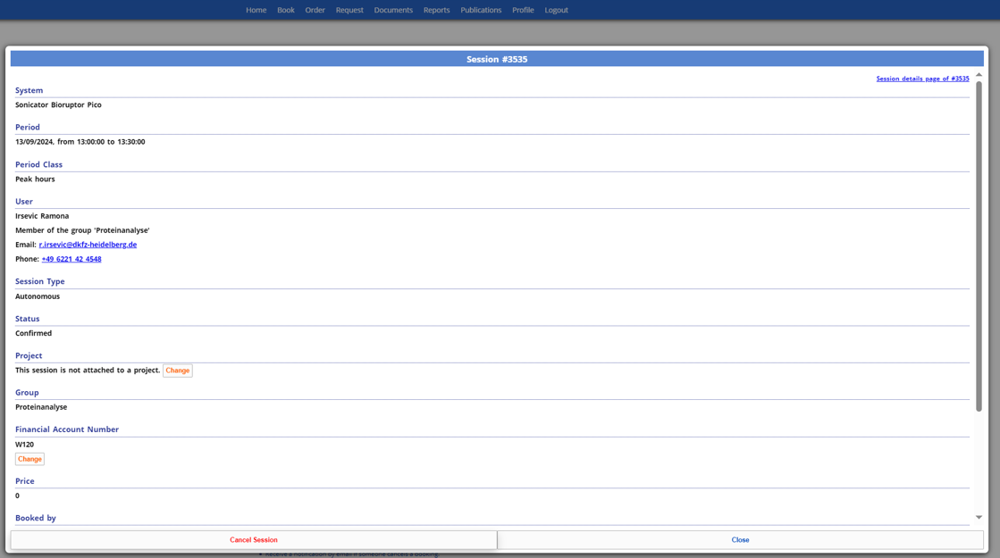 Home Book Order Request Documents Reports Publications Profile Logout
Session #3535
Session details page of #3535
System
Sonicator Bioruptor Pico
Period
13/09/2024, from 13:00:00 to 13:30:00
Period Class
Peak hours
User
Irsevic Ramona
Member of the group 'Proteinanalyse'
Email: r.irsevic@dkfz-heidelberg.de
Phone: +49 6221 42 4548
Session Type
Autonomous
Status
Confirmed
Project
This session is not attached to a project. Change
Group
Proteinanalyse
Financial Account Number
W120
Change
Price
0
Booked by
Cancel Session Close
Receive a notification by email if someone cancels a booking.